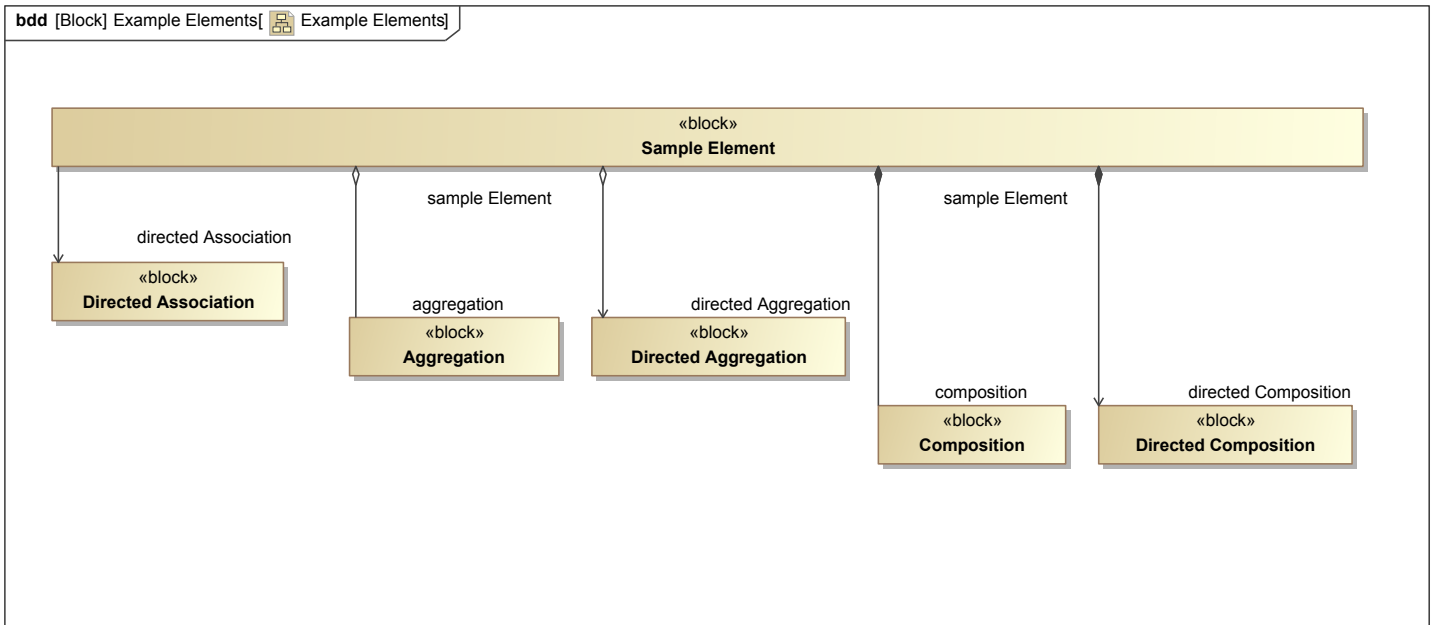 bdd [Block] Example Elements[ Example Elements]
«block»
Sample Element
sample Element
sample Element
directed Association
«block»
Directed Association
aggregation
«block»
Aggregation
directed Aggregation
«block»
Directed Aggregation
composition
«block»
Composition
directed Composition
«block»
Directed Composition